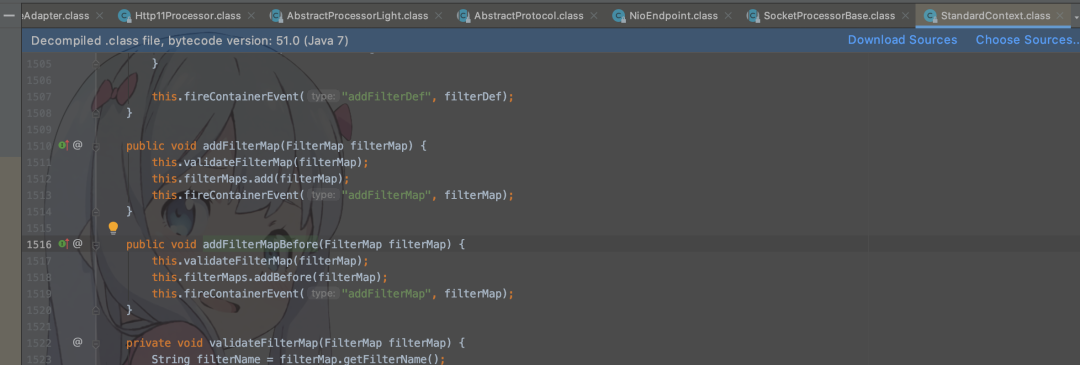 eAdapter.class Http11Processor.class AbstractProcessorLight.class AbstractProtocol.class NioEndpoint.class SocketProcessorBase.class StandardContext.class
Decompiled .class file, bytecode version: 51.0 (Java 7) Download Sources Choose Sources..
1505 }
1506
1507 this.fireContainerEvent( type: "addFilterDef", filterDef);
1508 }
1509
1510 @ public void addFilterMap(FilterMap filterMap) {
1511 this.validateFilterMap(filterMap);
1512 this.filterMaps.add(filterMap);
1513 this.fireContainerEvent( type: "addFilterMap", filterMap);
1514 }
1515
1516 @ public void addFilterMapBefore(FilterMap filterMap) {
1517 this.validateFilterMap(filterMap);
1518 this.filterMaps.addBefore(filterMap);
1519 this.fireContainerEvent( type: "addFilterMap", filterMap);
1520 }
1521
1522 @ private void validateFilterMap(FilterMap filterMap) {
1523 String filterName = filterMap.getFilterName();